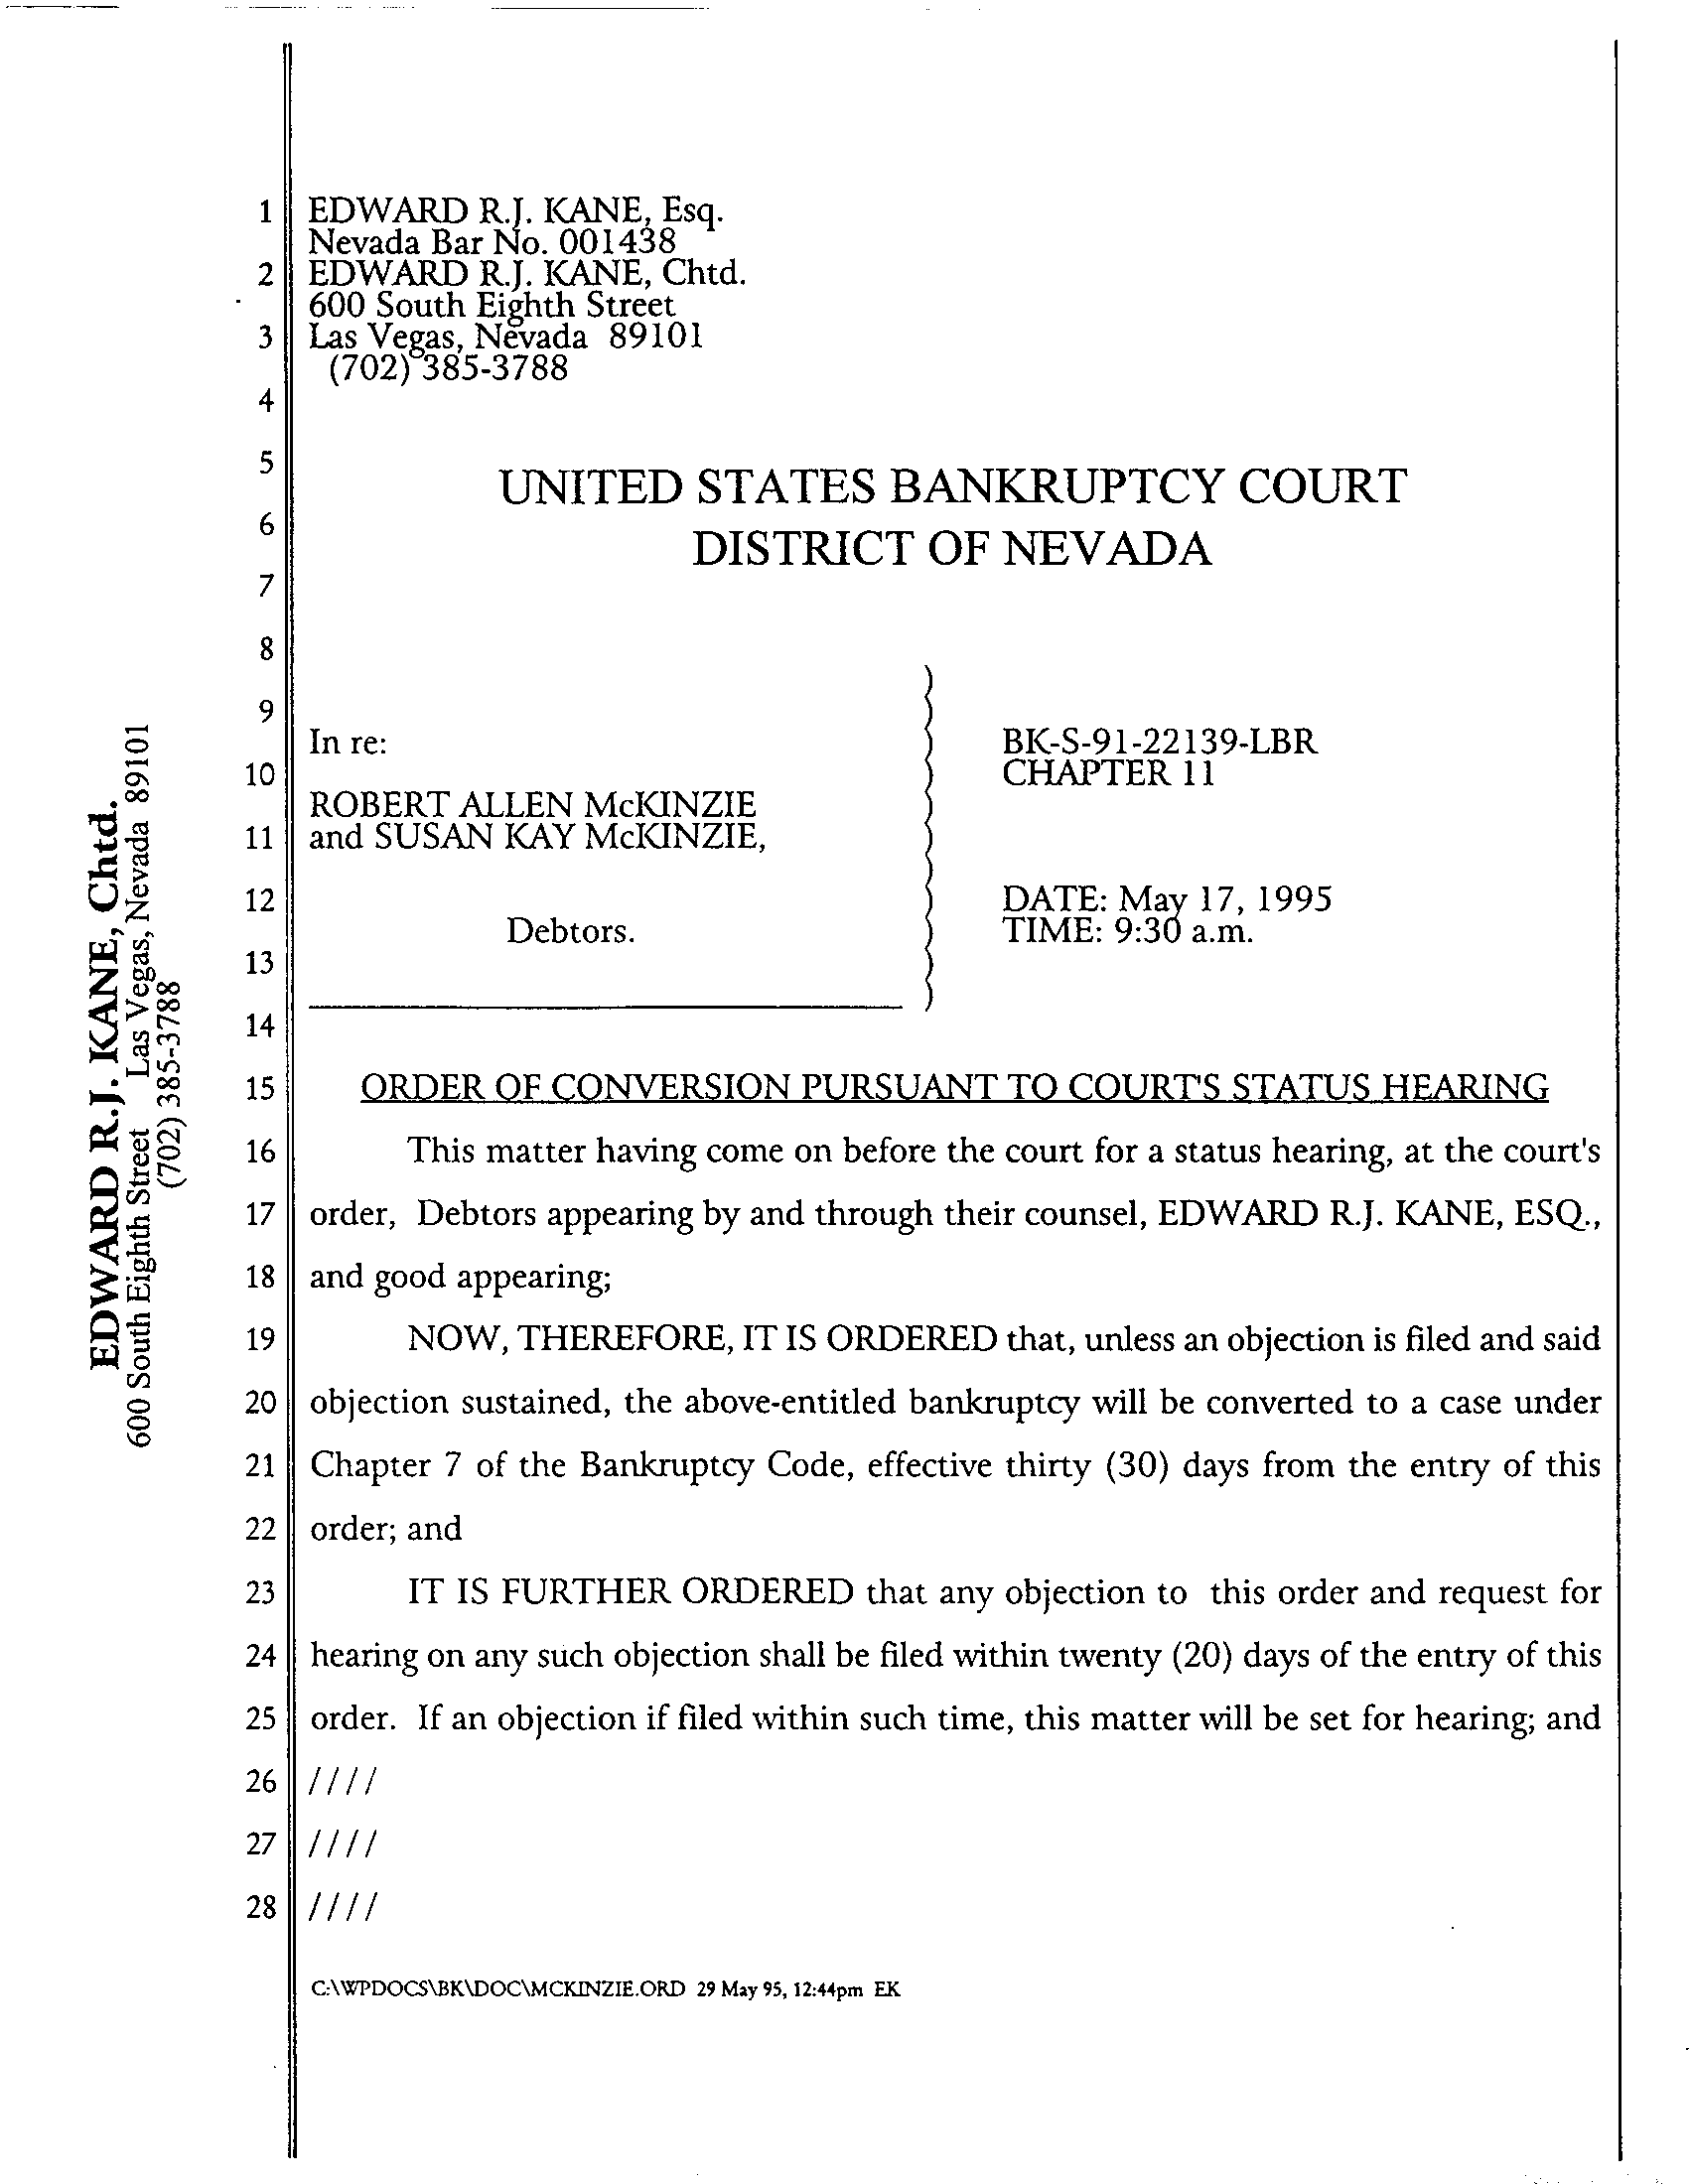 1 EDWARD R.J. KANE, Esq.
Nevada Bar No. 001438
2 EDWARD R.J. KANE, Chtd.
600 South Eighth Street
3 Las Vegas, Nevada 89101
(702) 385-3788
4
5
UNITED STATES BANKRUPTCY COURT
6
DISTRICT OF NEVADA
7
8
9
In re: ) BK-S-91-22139-LBR
10 ) CHAPTER 11
ROBERT ALLEN McKINZIE )
11 and SUSAN KAY McKINZIE, )
12 ) DATE: May 17, 1995
Debtors. ) TIME: 9:30 a.m.
13
14
15 ORDER OF CONVERSION PURSUANT TO COURT'S STATUS HEARING
16 This matter having come on before the court for a status hearing, at the court's
17 order, Debtors appearing by and through their counsel, EDWARD R.J. KANE, ESQ.,
18 and good appearing;
19 NOW, THEREFORE, IT IS ORDERED that, unless an objection is filed and said
20 objection sustained, the above-entitled bankruptcy will be converted to a case under
21 Chapter 7 of the Bankruptcy Code, effective thirty (30) days from the entry of this
22 order; and
23 IT IS FURTHER ORDERED that any objection to this order and request for
24 hearing on any such objection shall be filed within twenty (20) days of the entry of this
25 order. If an objection if filed within such time, this matter will be set for hearing; and
26 ////
27 ////
28 ////
C:\WPDOCS\BK\DOC\MCKINZIE.ORD 29 May 95, 12:44pm EK
EDWARD R.J. KANE, Chtd.
600 South Eighth Street Las Vegas, Nevada 89101
(702) 385-3788